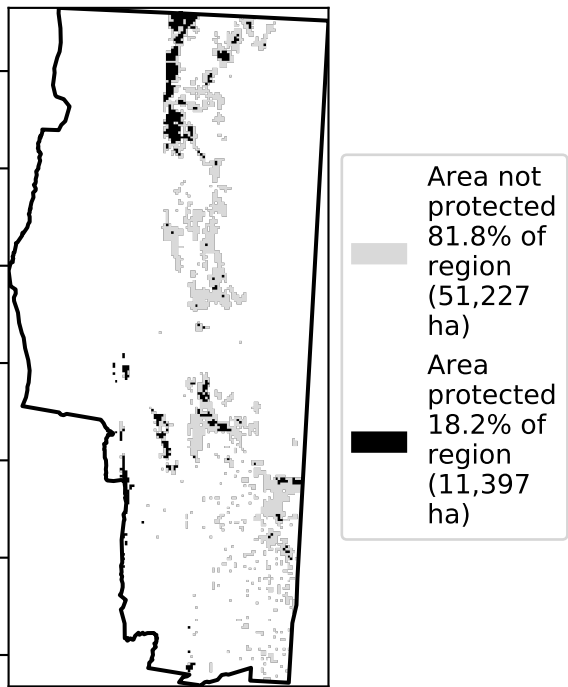 Area not
protected
81.8% of
region
(51,227
ha)
Area
protected
18.2% of
region
(11,397
ha)